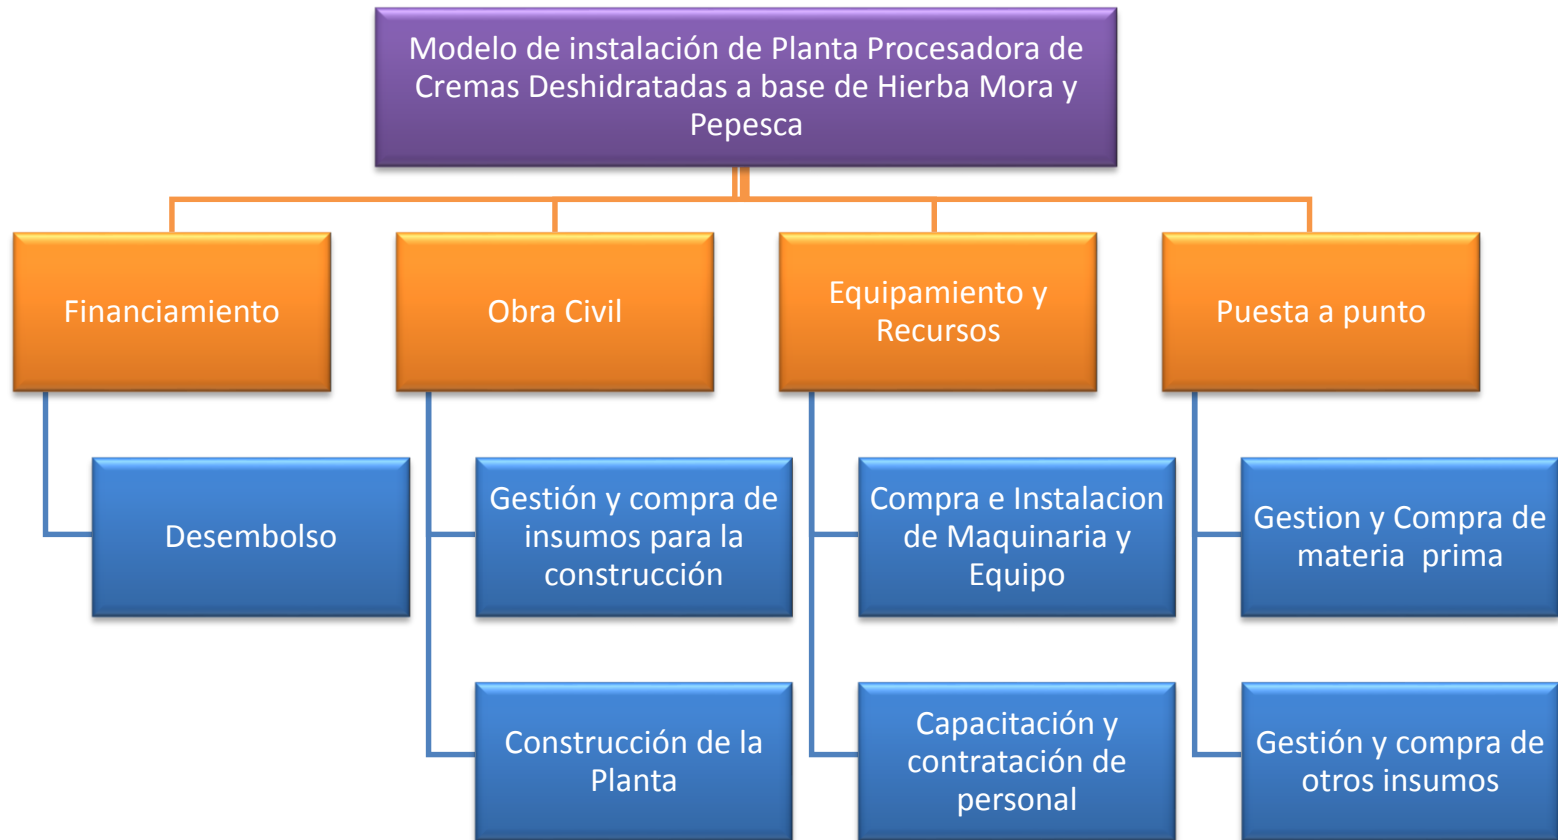 Modelo de instalación de Planta Procesadora de
Cremas Deshidratadas a base de Hierba Mora y
Pepesca
Financiamiento
Obra Civil
Equipamiento y
Recursos
Puesta a punto
Desembolso
Gestión y compra de
insumos para la
construcción
Compra e Instalacion
de Maquinaria y
Equipo
Gestion y Compra de
materia  prima
Construcción de la
Planta
Capacitación y
contratación de
personal
Gestión y compra de
otros insumos